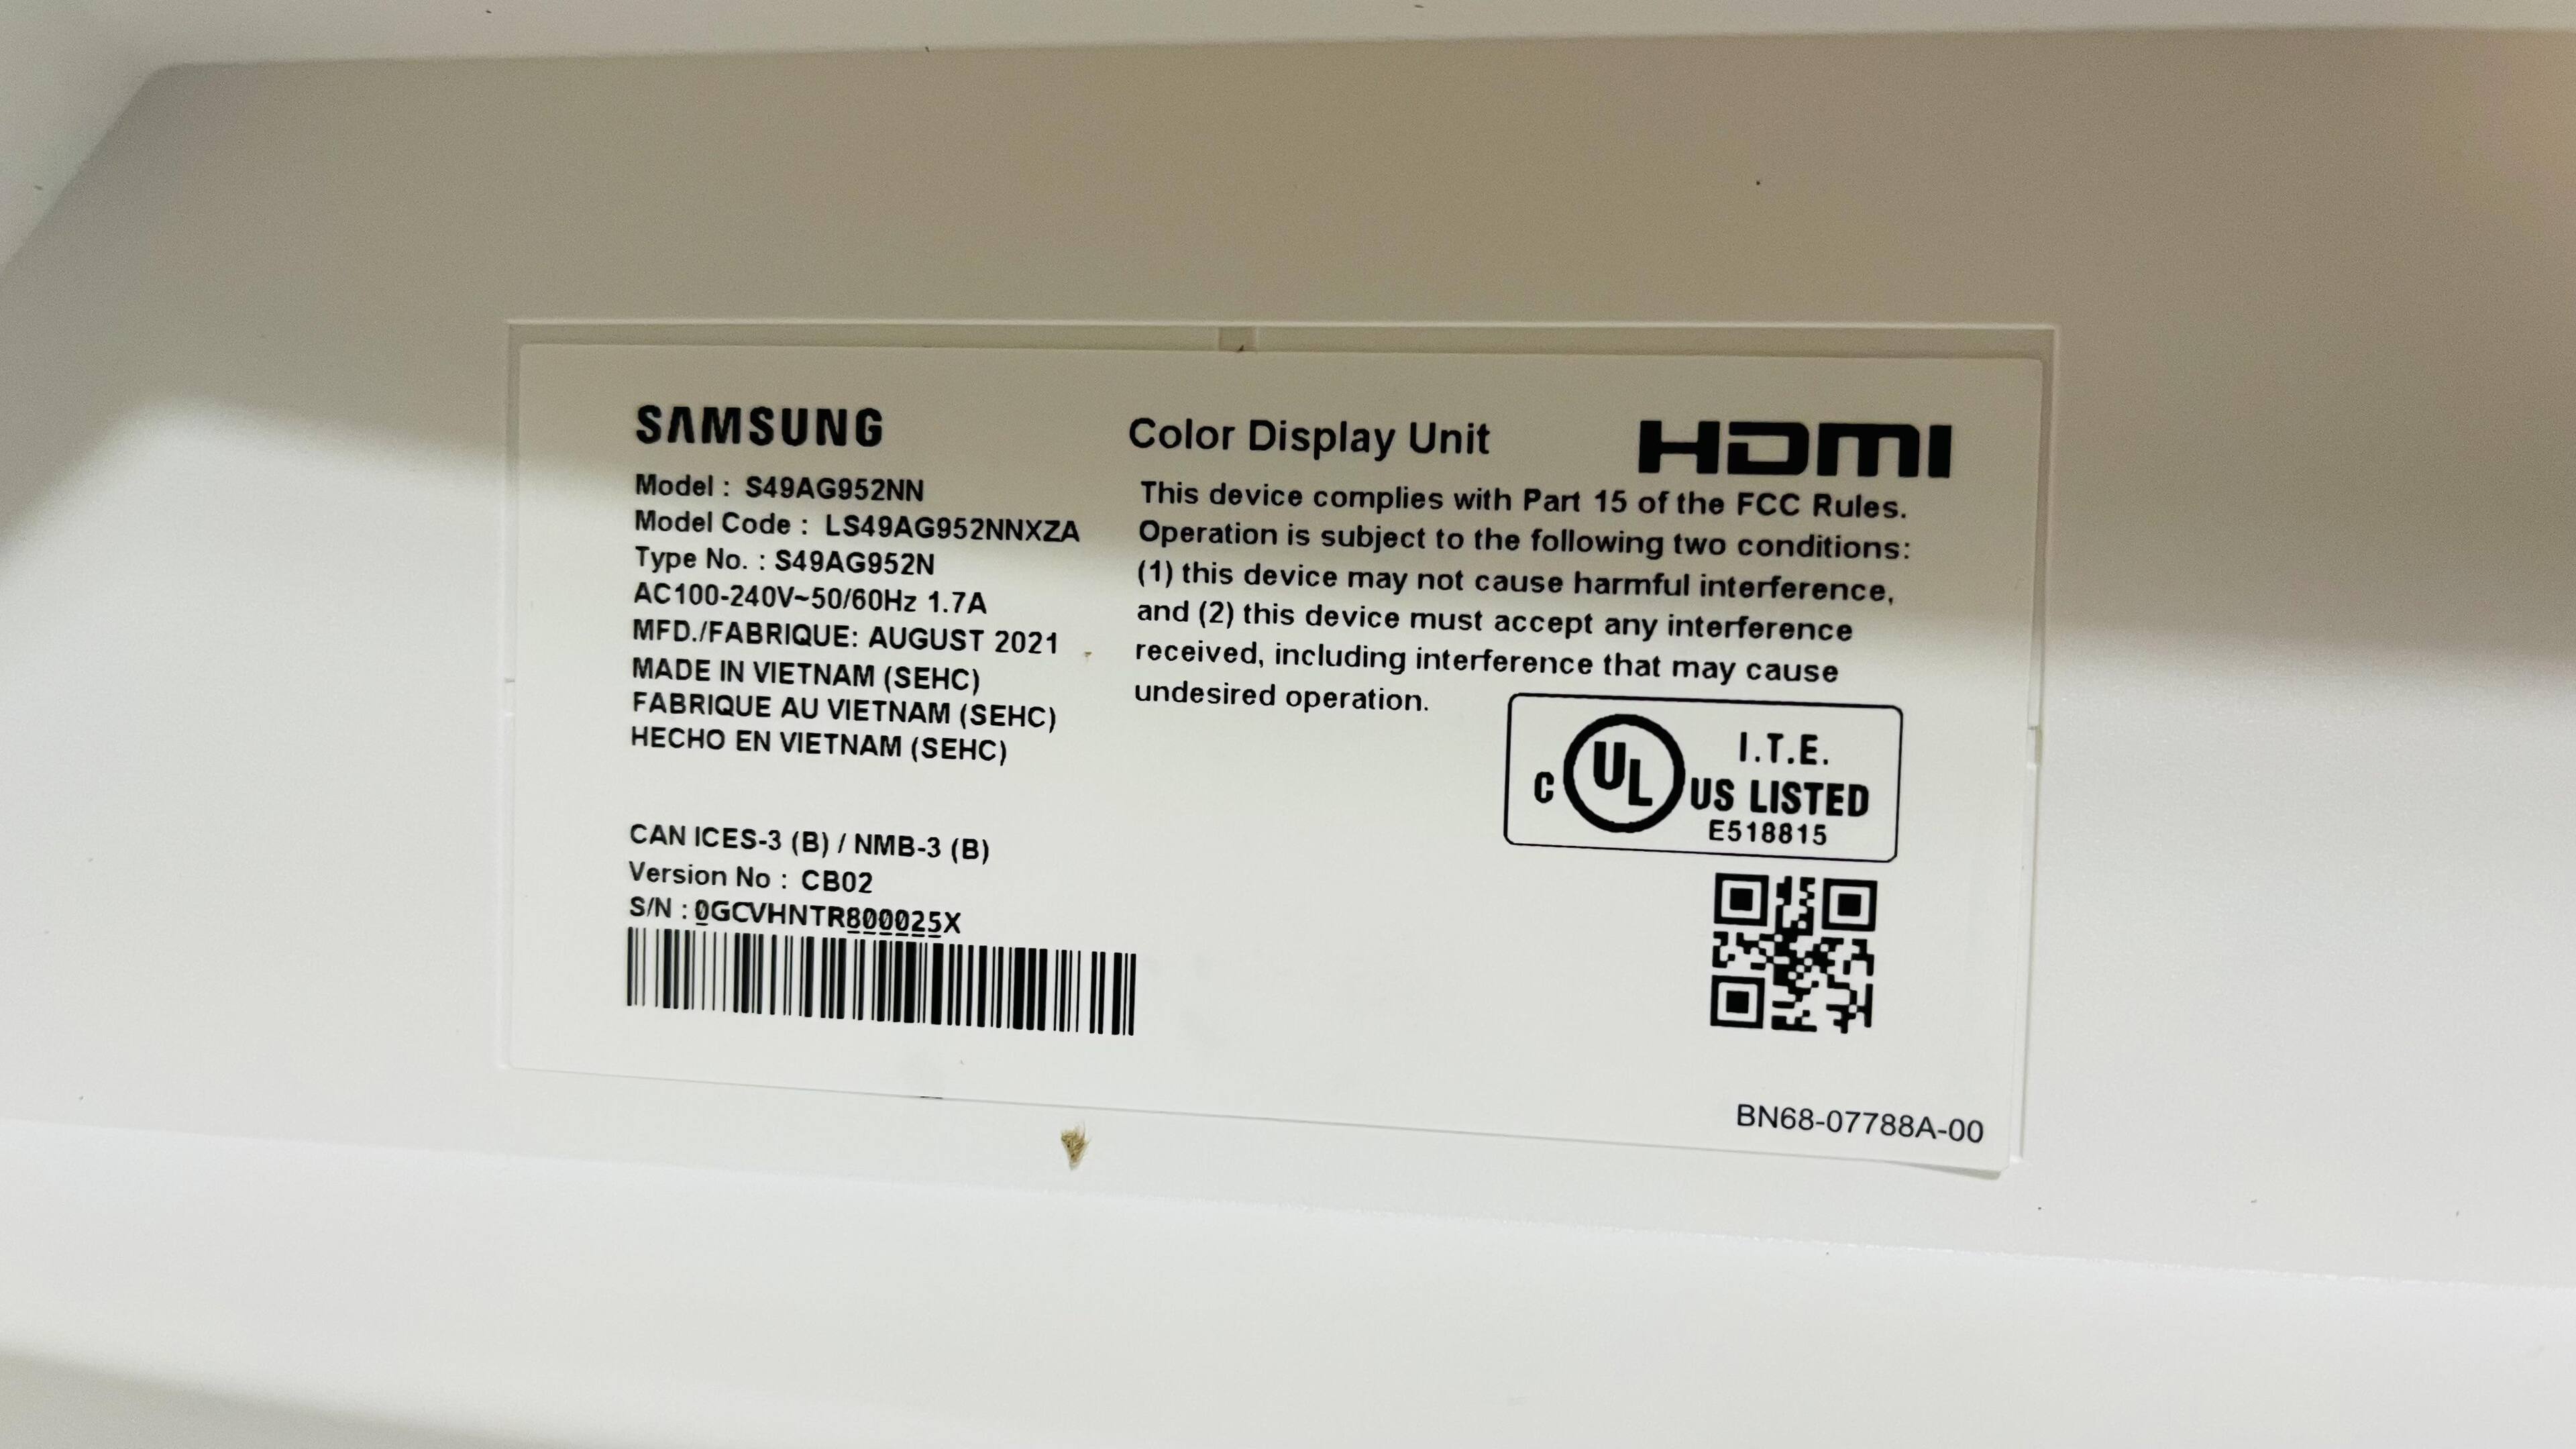 SAMSUNG
Model : S49AG952NN
Model Code : LS49AG952NNXZA
Type No. : S49AG952N
AC100-240V~50/60Hz 1.7A
MFD./FABRIQUE: AUGUST 2021
MADE IN VIETNAM (SEHC)
FABRIQUE AU VIETNAM (SEHC)
HECHO EN VIETNAM (SEHC)
CAN ICES-3 (B) / NMB-3 (B)
Version No : CB02
S/N : 0GCVHNTR800025X
Color Display Unit
HDMI
This device complies with Part 15 of the FCC Rules.
Operation is subject to the following two conditions:
(1) this device may not cause harmful interference,
and (2) this device must accept any interference
received, including interference that may cause
undesired operation.
I.T.E.
C UL US LISTED
E518815
BN68-07788A-00